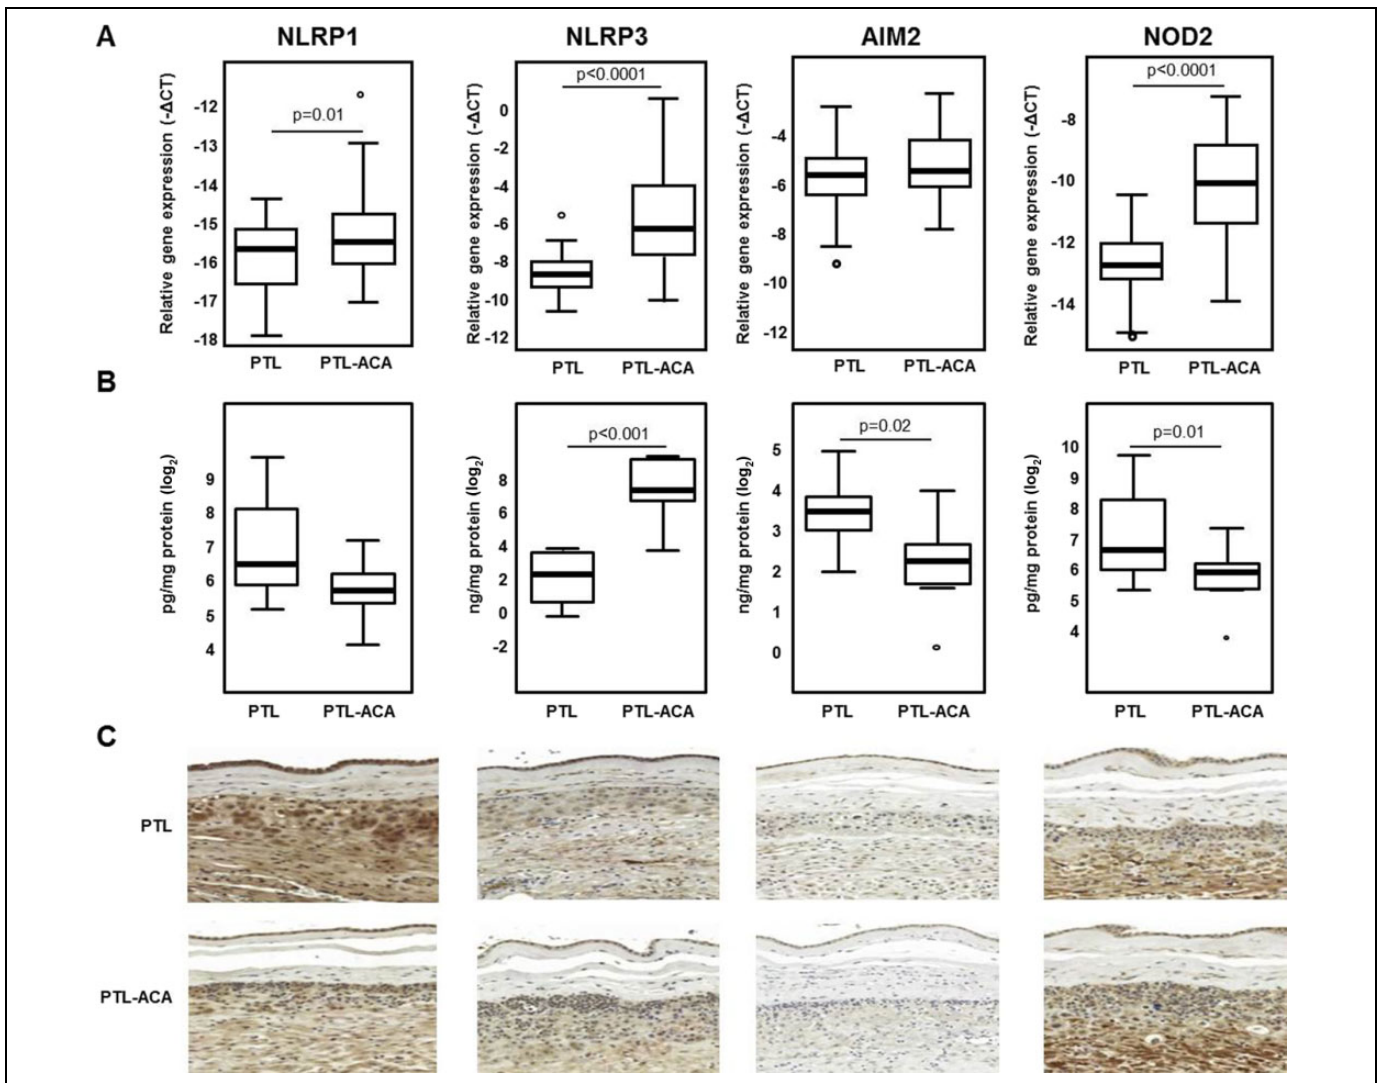 A
NLRP1
NLRP3
AIM2
NOD2
Relative gene expression (-ΔCT)
-12
-13
-14
-15
-16
-17
-18
p=0.01
PTL
PTL-ACA
Relative gene expression (-ΔCT)
0
-2
-4
-6
-8
-10
-12
p<0.0001
PTL
PTL-ACA
Relative gene expression (-ΔCT)
-4
-6
-8
-10
-12
PTL
PTL-ACA
Relative gene expression (-ΔCT)
-8
-10
-12
-14
p<0.0001
PTL
PTL-ACA
B
pg/mg protein (log2)
9
8
7
6
5
4
PTL
PTL-ACA
ng/mg protein (log2)
8
6
4
2
0
-2
p<0.001
PTL
PTL-ACA
ng/mg protein (log2)
5
4
3
2
1
0
p=0.02
PTL
PTL-ACA
pg/mg protein (log2)
10
9
8
7
6
5
4
p=0.01
PTL
PTL-ACA
C
PTL
PTL-ACA